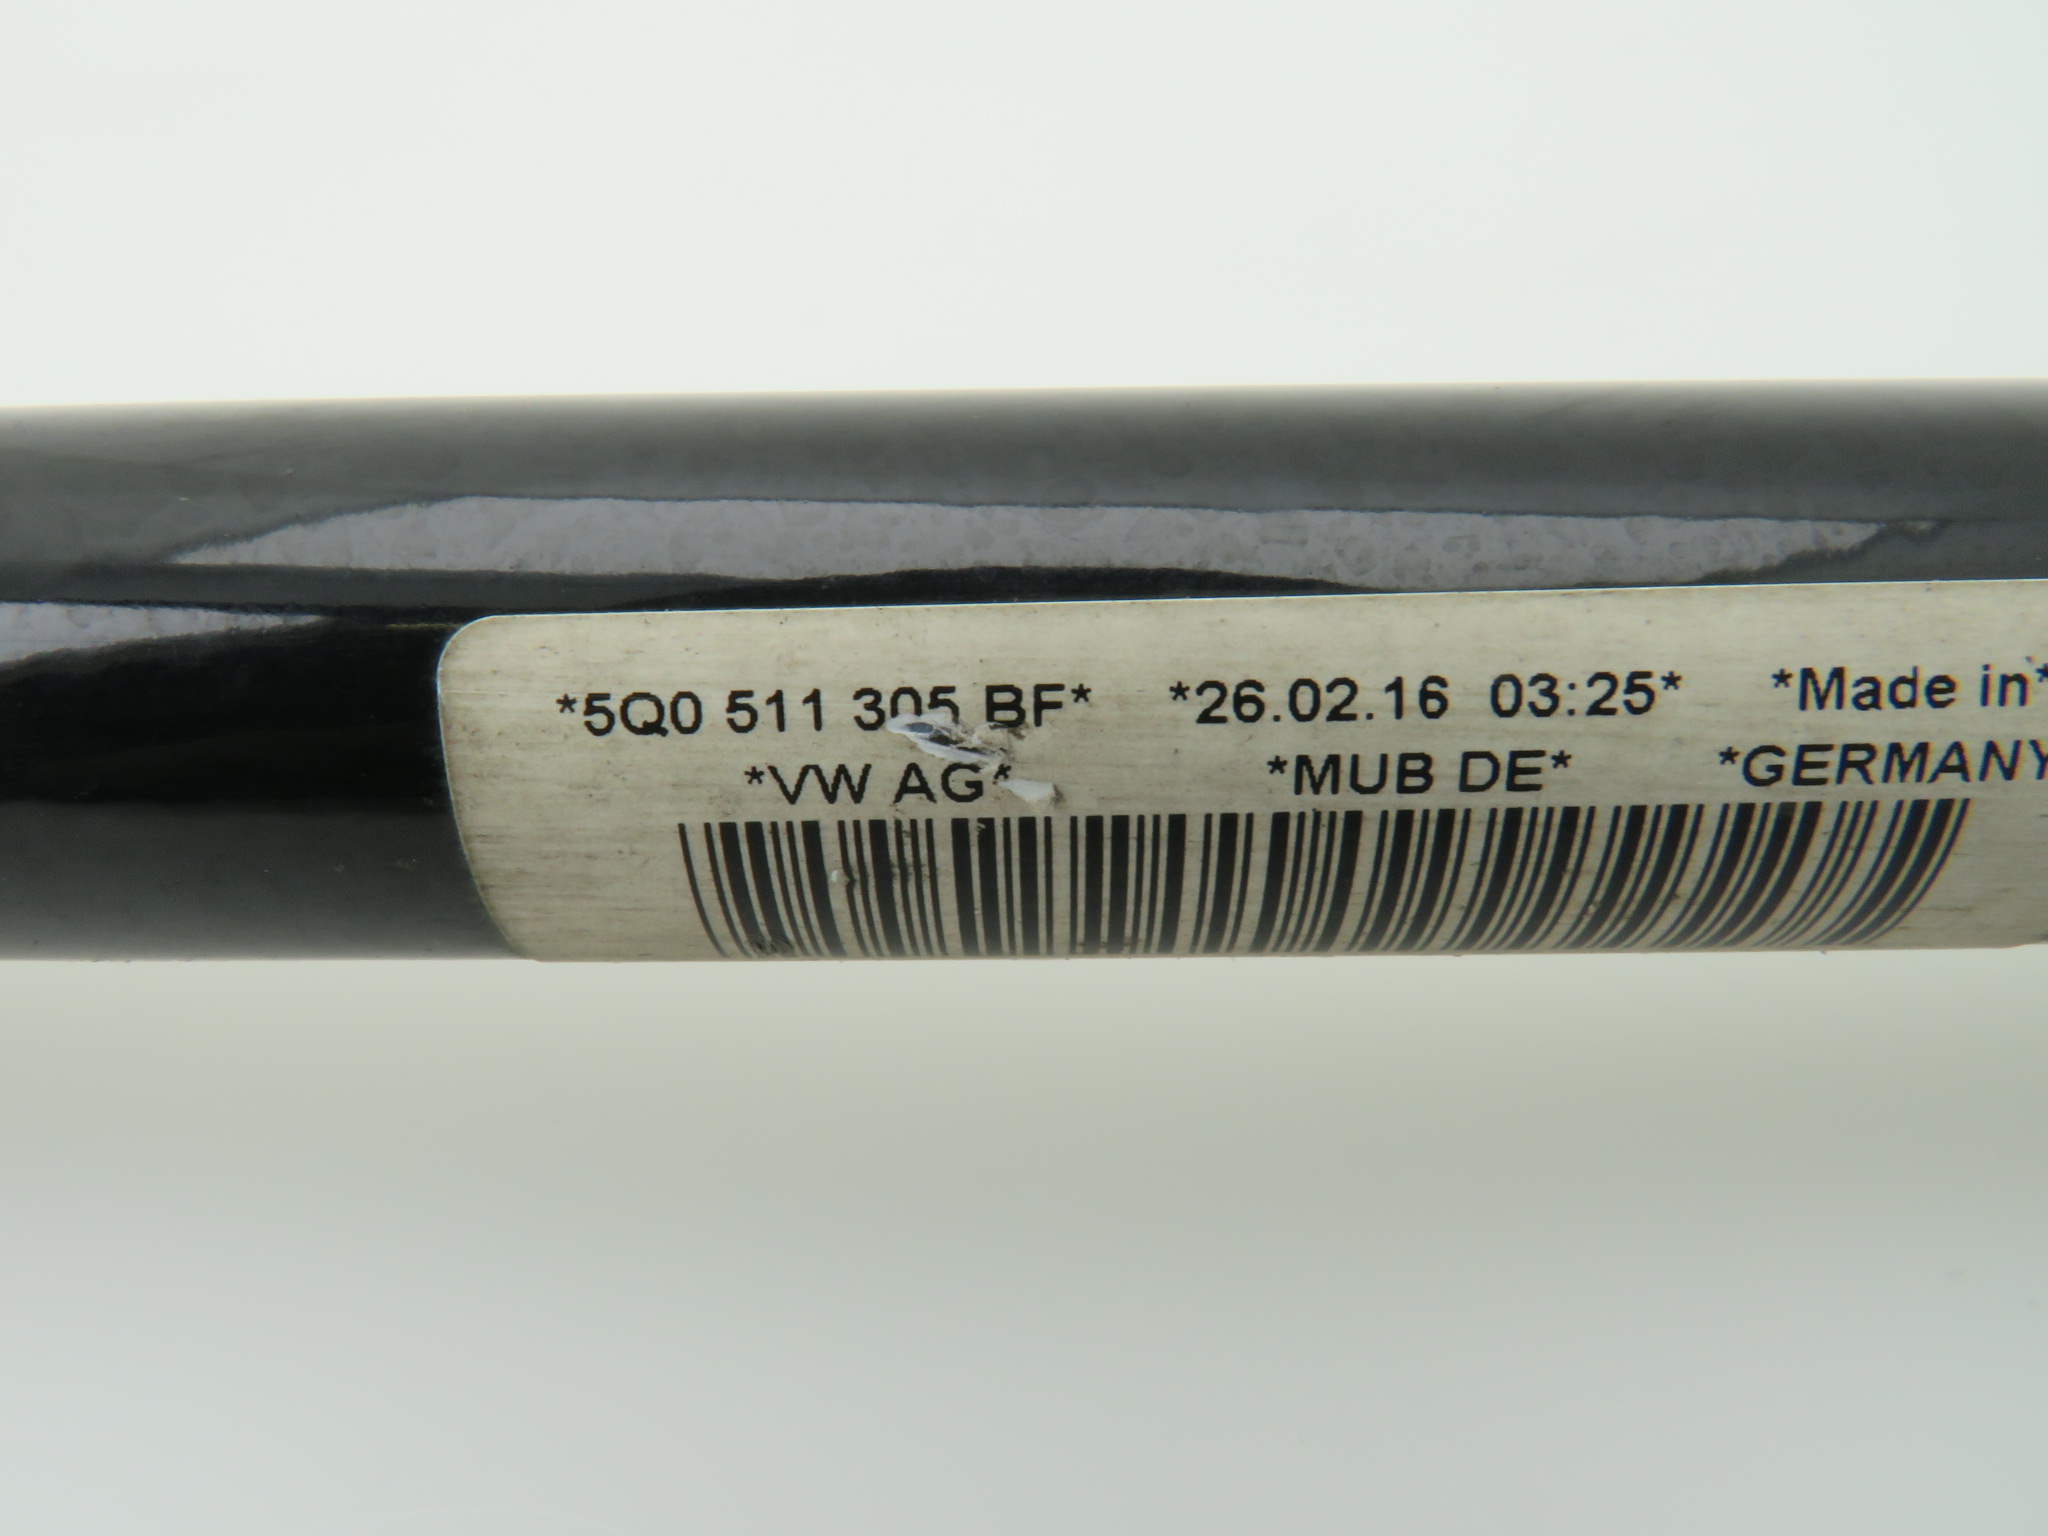 *5Q0 511 305 BF* *26.02.16 03:25* *Made in*
*VW AG* *MUB DE* *GERMANY